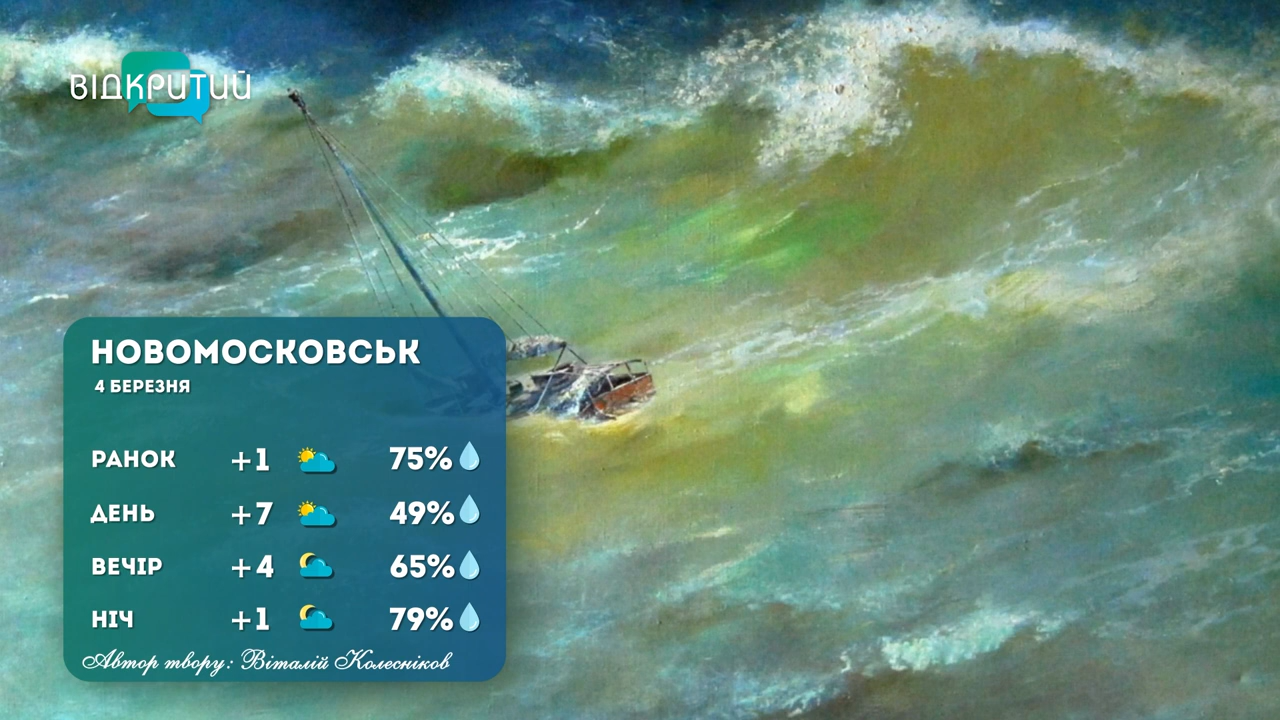 ВІДКРИТИЙ
НОВОМОСКОВСЬК
4 БЕРЕЗНЯ
РАНОК +1 75%
ДЕНЬ +7 49%
ВЕЧІР +4 65%
НІЧ +1 79%
Автор твору: Віталій Колесніков